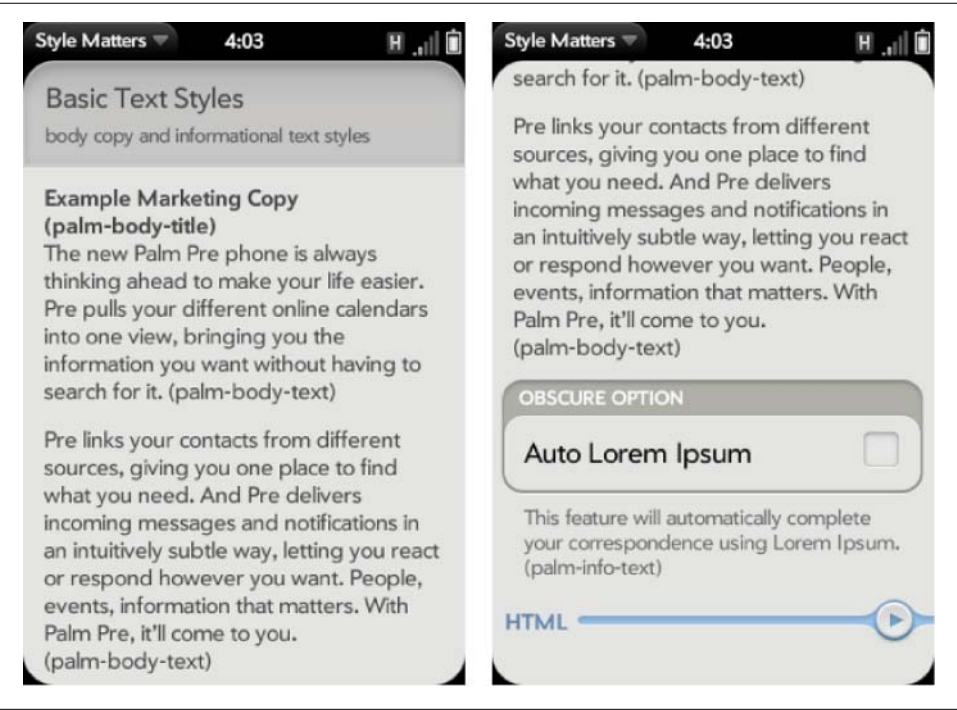 Style Matters 4:03 H
Basic Text Styles
body copy and informational text styles
Example Marketing Copy
(palm-body-title)
The new Palm Pre phone is always
thinking ahead to make your life easier.
Pre pulls your different online calendars
into one view, bringing you the
information you want without having to
search for it. (palm-body-text)
Pre links your contacts from different
sources, giving you one place to find
what you need. And Pre delivers
incoming messages and notifications in
an intuitively subtle way, letting you react
or respond however you want. People,
events, information that matters. With
Palm Pre, it'll come to you.
(palm-body-text)
Style Matters 4:03 H
search for it. (palm-body-text)
Pre links your contacts from different
sources, giving you one place to find
what you need. And Pre delivers
incoming messages and notifications in
an intuitively subtle way, letting you react
or respond however you want. People,
events, information that matters. With
Palm Pre, it'll come to you.
(palm-body-text)
OBSCURE OPTION
Auto Lorem Ipsum
This feature will automatically complete
your correspondence using Lorem Ipsum.
(palm-info-text)
HTML